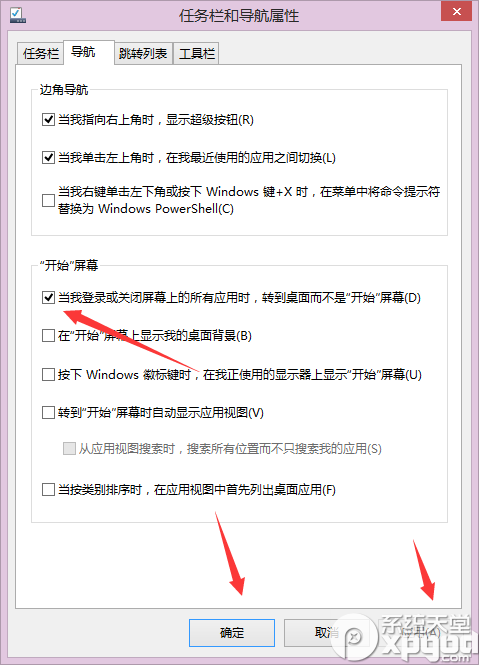 任务栏和导航属性
任务栏 导航 跳转列表 工具栏
边角导航
当我指向右上角时，显示超级按钮(R)
当我单击左上角时，在我最近使用的应用之间切换(L)
当我右键单击左下角或按下 Windows 键+X 时，在菜单中将命令提示符
替换为 Windows PowerShell(C)
“开始”屏幕
当我登录或关闭屏幕上的所有应用时，转到桌面而不是“开始”屏幕(D)
在“开始”屏幕上显示我的桌面背景(B)
按下 Windows 徽标键时，在我正使用的显示器上显示“开始”屏幕(U)
转到“开始”屏幕时自动显示应用视图(V)
从应用视图搜索时，搜索所有位置而不只搜索我的应用(S)
当按类别排序时，在应用视图中首先列出桌面应用(F)
确定 取消
系统天堂